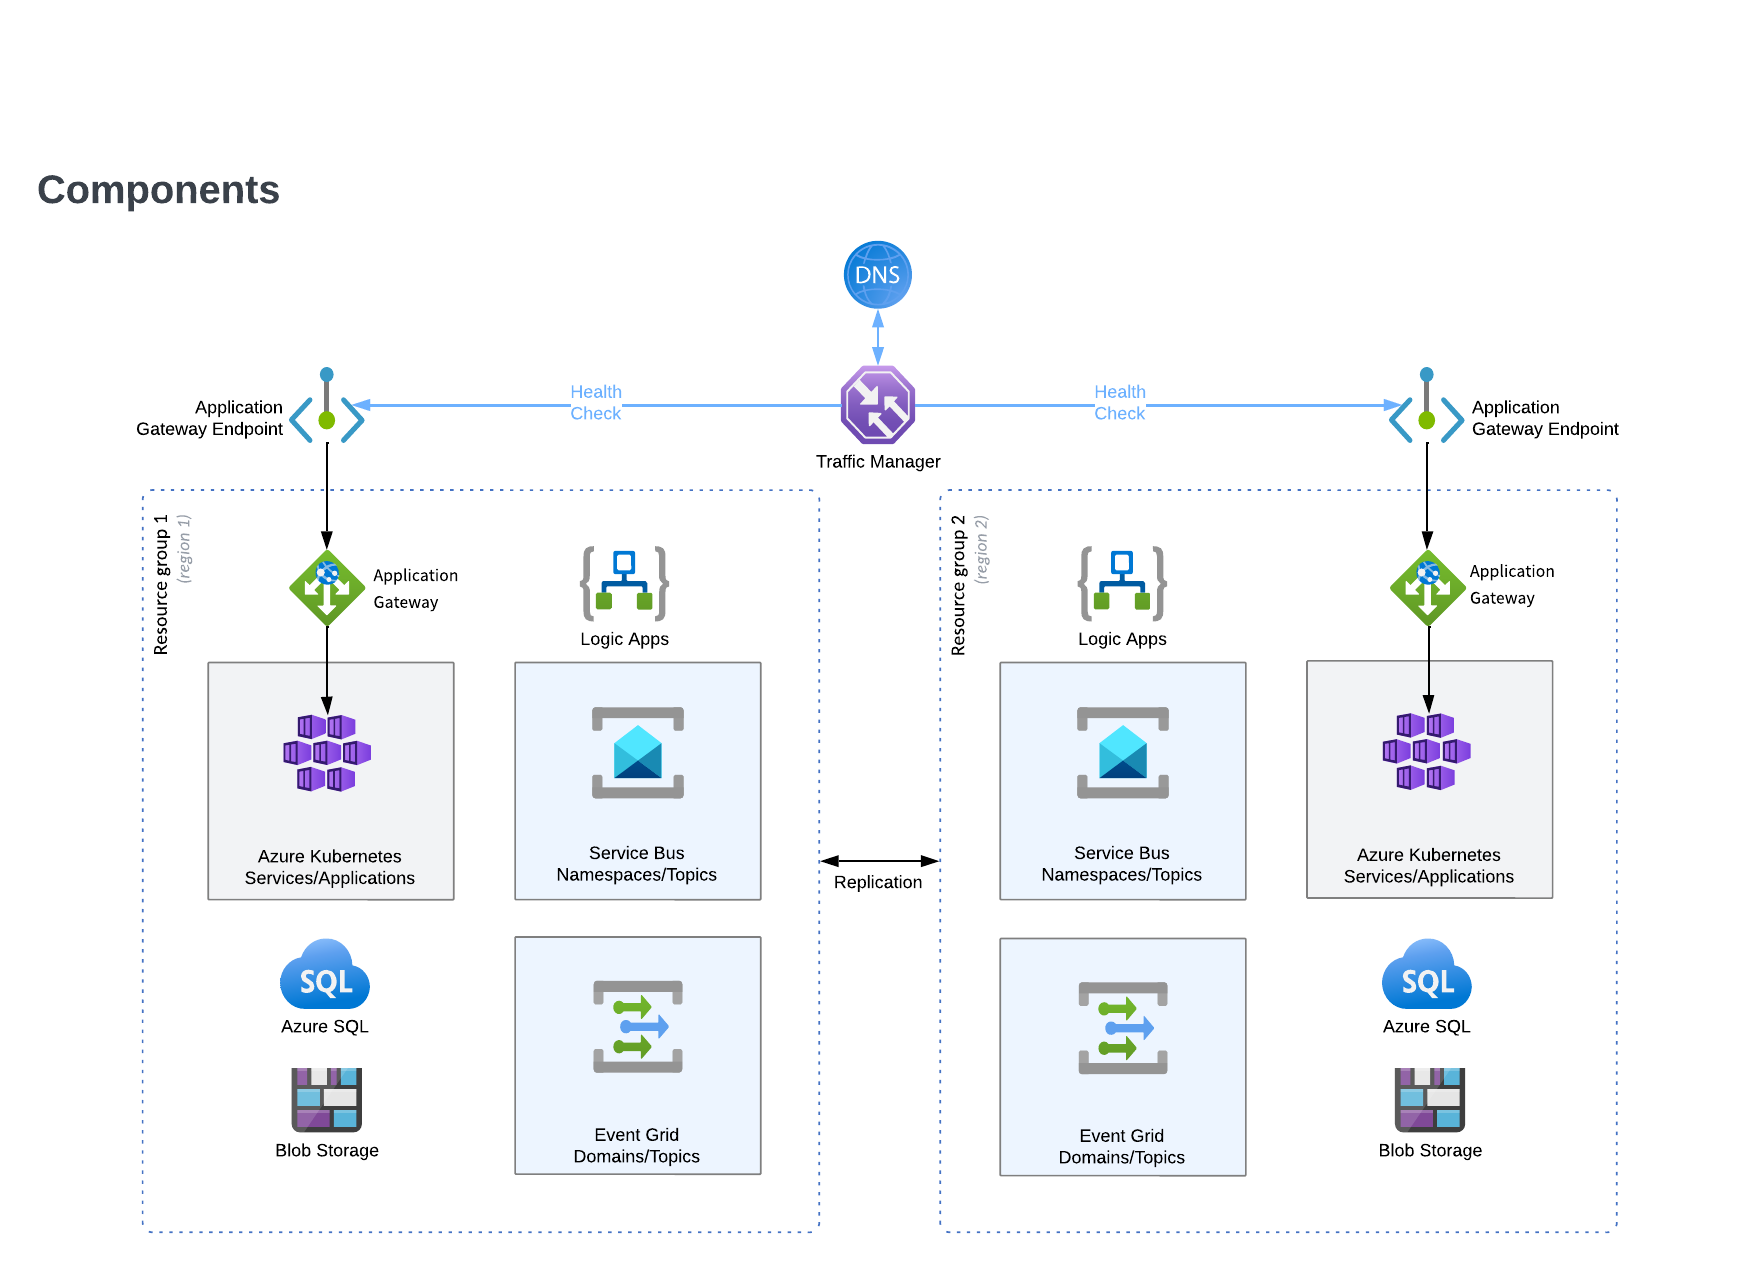 Components
DNS
Health
Check
Health
Check
Application
Gateway Endpoint
Application
Gateway Endpoint
Traffic Manager
Resource group 1
(region 1)
Application
Gateway
Logic Apps
Azure Kubernetes
Services/Applications
Service Bus
Namespaces/Topics
SQL
Azure SQL
Blob Storage
Event Grid
Domains/Topics
Replication
Resource group 2
(region 2)
Logic Apps
Application
Gateway
Service Bus
Namespaces/Topics
Azure Kubernetes
Services/Applications
Event Grid
Domains/Topics
SQL
Azure SQL
Blob Storage